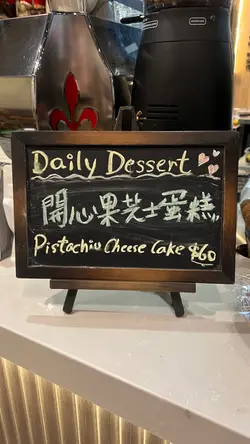 Daily Dessert
開心果芝士蛋糕
Pistachio Cheese Cake $60